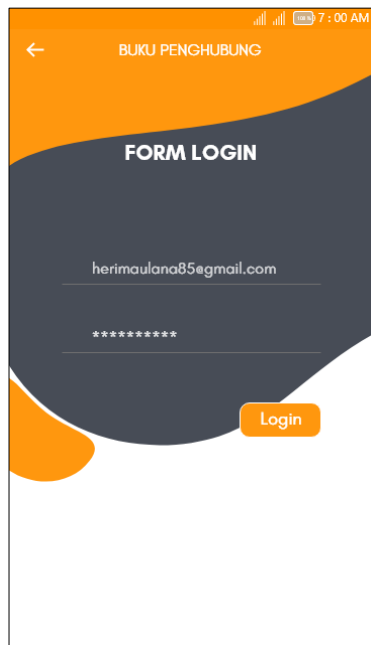 7 : 00 AM
BUKU PENGHUBUNG
FORM LOGIN
herimaulana85@gmail.com
**********
Login